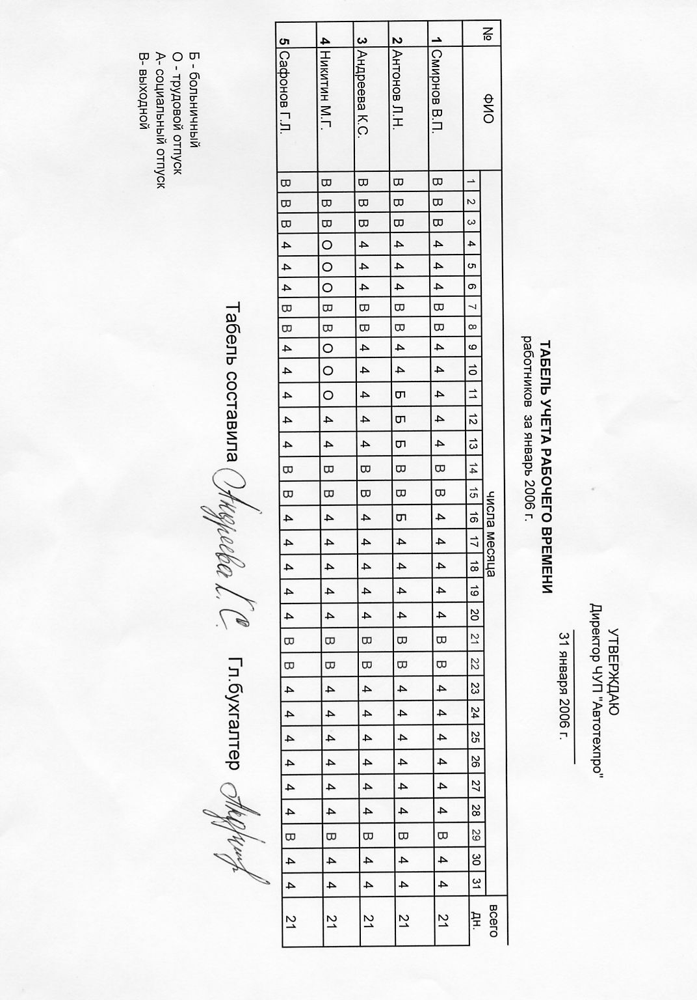 УТВЕРЖДАЮ
Директор ЧУП "Автотехпро"
31 января 2006 г.
ТАБЕЛЬ УЧЕТА РАБОЧЕГО ВРЕМЕНИ
работников за январь 2006 г.
№ ФИО числа месяца всего дн.
1 2 3 4 5 6 7 8 9 10 11 12 13 14 15 16 17 18 19 20 21 22 23 24 25 26 27 28 29 30 31
1 Смирнов В.П. В В В 4 4 4 В В 4 4 4 4 4 В В 4 4 4 4 4 В В 4 4 4 4 4 4 В 4 4 21
2 Антонов Л.Н. В В В 4 4 4 В В 4 4 Б Б Б В В Б 4 4 4 4 В В 4 4 4 4 4 4 В 4 4 21
3 Андреева К.С. В В В 4 4 4 В В 4 4 4 4 4 В В 4 4 4 4 4 В В 4 4 4 4 4 4 В 4 4 21
4 Никитин М.Г. В В В О О О В В О О О 4 4 В В 4 4 4 4 4 В В 4 4 4 4 4 4 В 4 4 21
5 Сафонов Г.Л. В В В 4 4 4 В В 4 4 4 4 4 В В 4 4 4 4 4 В В 4 4 4 4 4 4 В 4 4 21
Табель составила Андреева К.С. Гл.бухгалтер
Б - больничный
О - трудовой отпуск
А- социальный отпуск
В- выходной